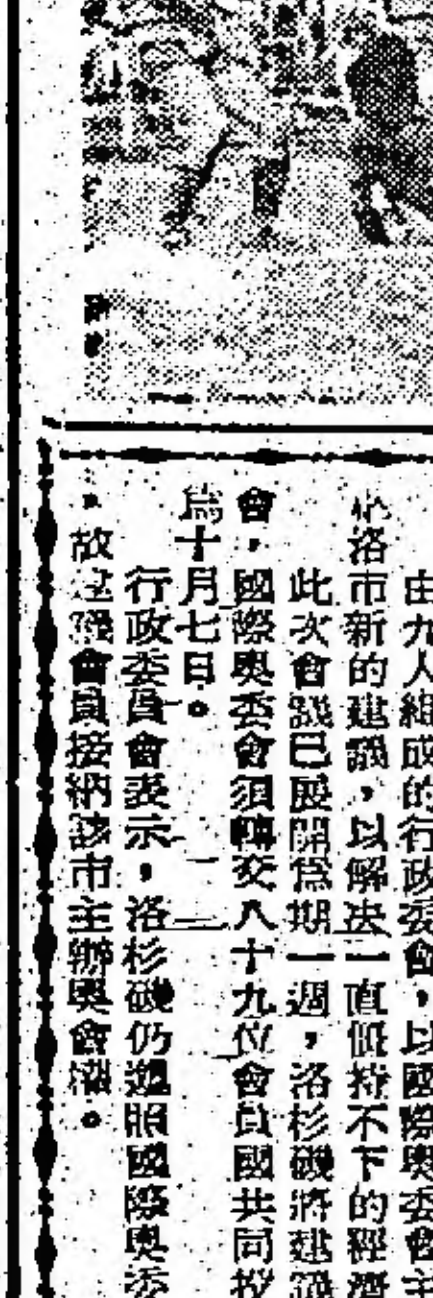 由九人組成的行政委會，以國際奧委會主
洛市新的建議，以解決一直僵持不下的經濟
此次會議已展開為期一週，洛杉磯將建議
會，國際奧委會須轉交八十九位會員國共同投
為十月七日。
行政委員會表示，洛杉磯仍遵照國際奧委
，故建議會員接納該市主辦奧會